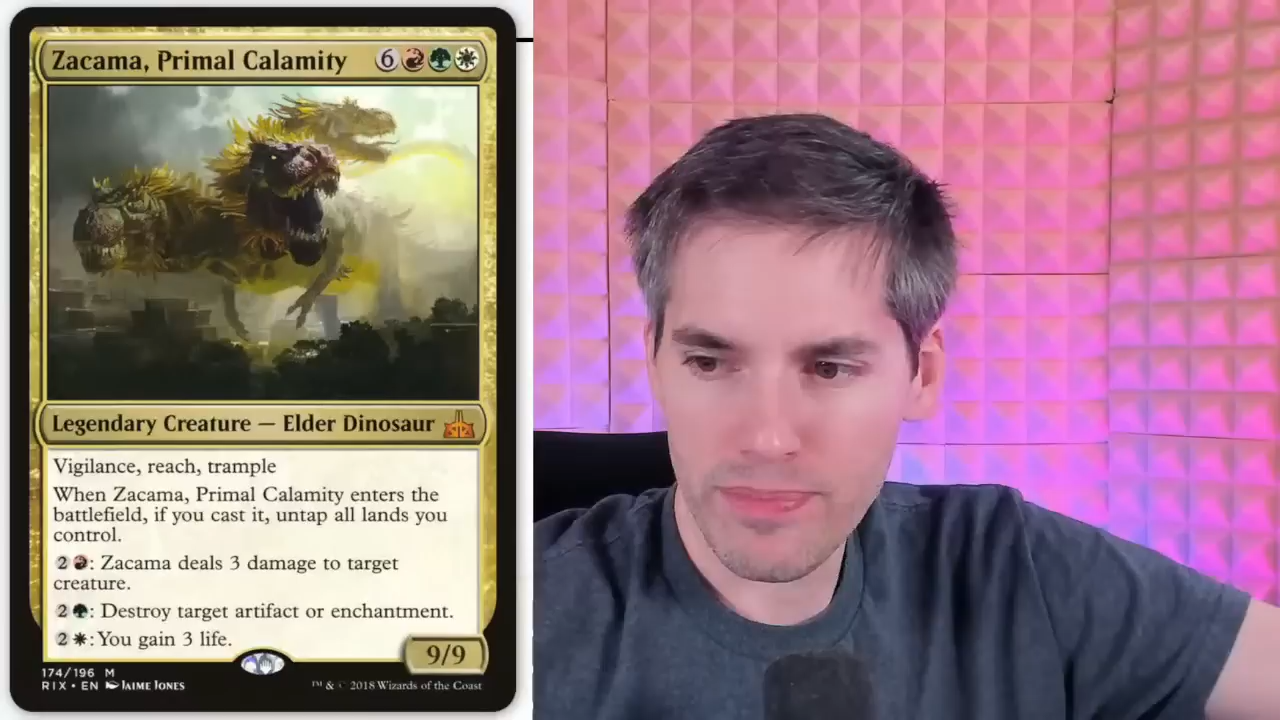 Zacama, Primal Calamity 6
Legendary Creature — Elder Dinosaur
Vigilance, reach, trample
When Zacama, Primal Calamity enters the
battlefield, if you cast it, untap all lands you
control.
2: Zacama deals 3 damage to target
creature.
2: Destroy target artifact or enchantment.
2: You gain 3 life.
9/9
174/196 M
RIX • EN JAIME JONES
™ & © 2018 Wizards of the Coast